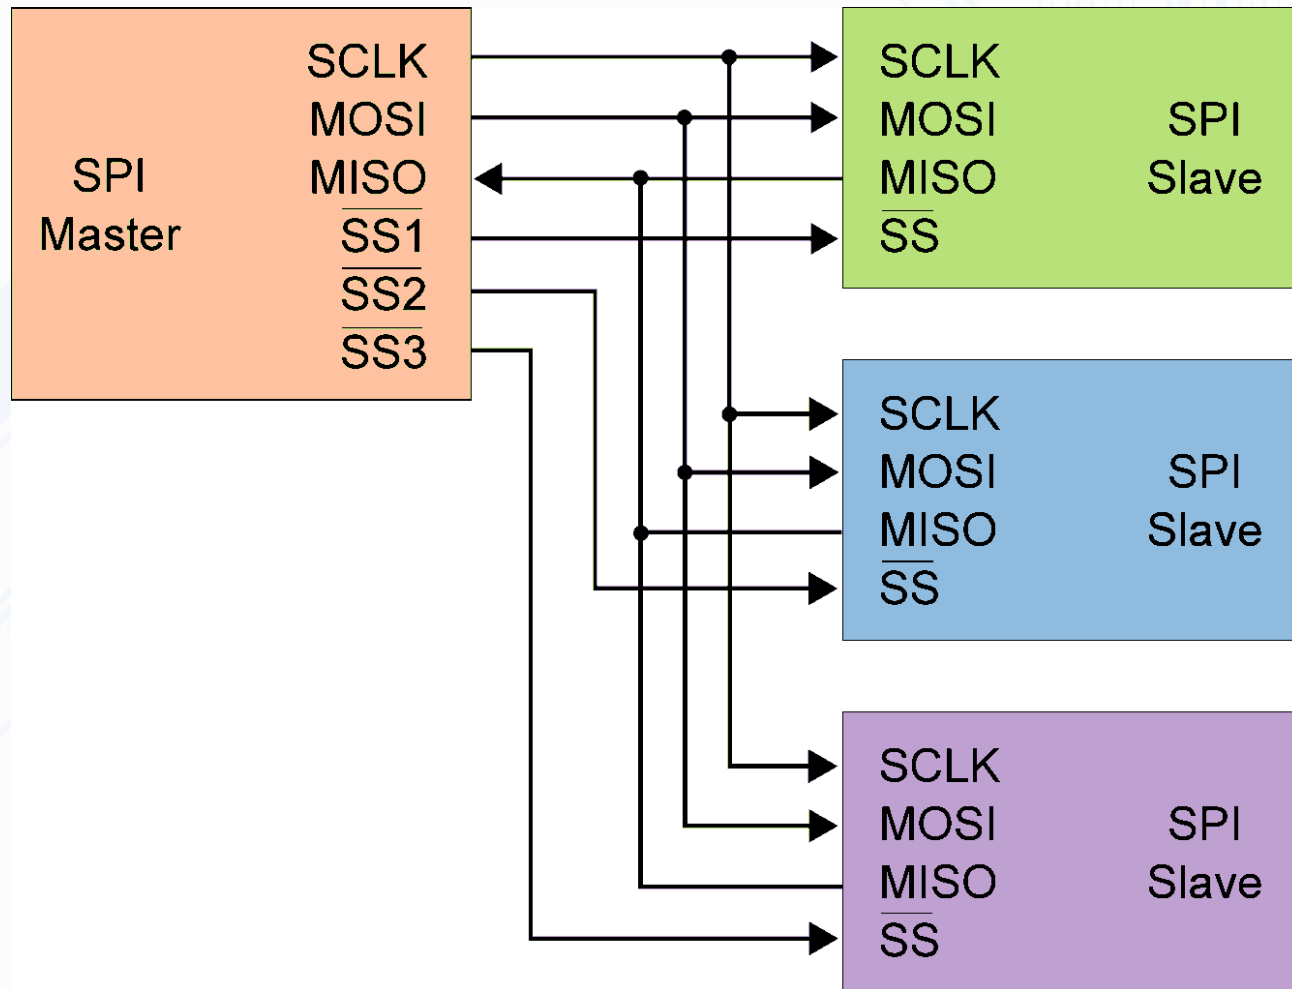 SCLK
MOSI
MISO
SS1
SS2
SS3
SPI
Master
SCLK
MOSI
MISO
SS
SPI
Slave
SCLK
MOSI
MISO
SS
SPI
Slave
SCLK
MOSI
MISO
SS
SPI
Slave